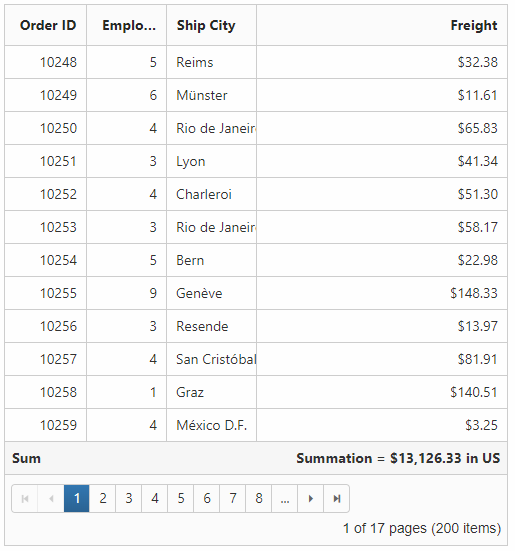 Order ID Emplo... Ship City Freight
10248 5 Reims $32.38
10249 6 Münster $11.61
10250 4 Rio de Janeir $65.83
10251 3 Lyon $41.34
10252 4 Charleroi $51.30
10253 3 Rio de Janeir $58.17
10254 5 Bern $22.98
10255 9 Genève $148.33
10256 3 Resende $13.97
10257 4 San Cristóbal $81.91
10258 1 Graz $140.51
10259 4 México D.F. $3.25
Sum Summation = $13,126.33 in US
1 2 3 4 5 6 7 8 ...
1 of 17 pages (200 items)